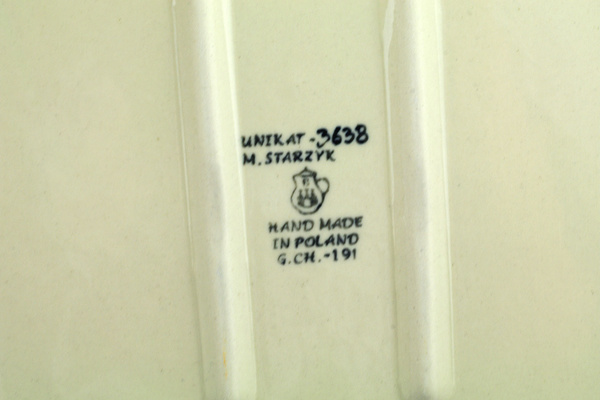 UNIKAT -3638
M. STARZYK
HAND MADE
IN POLAND
G.CH.-191